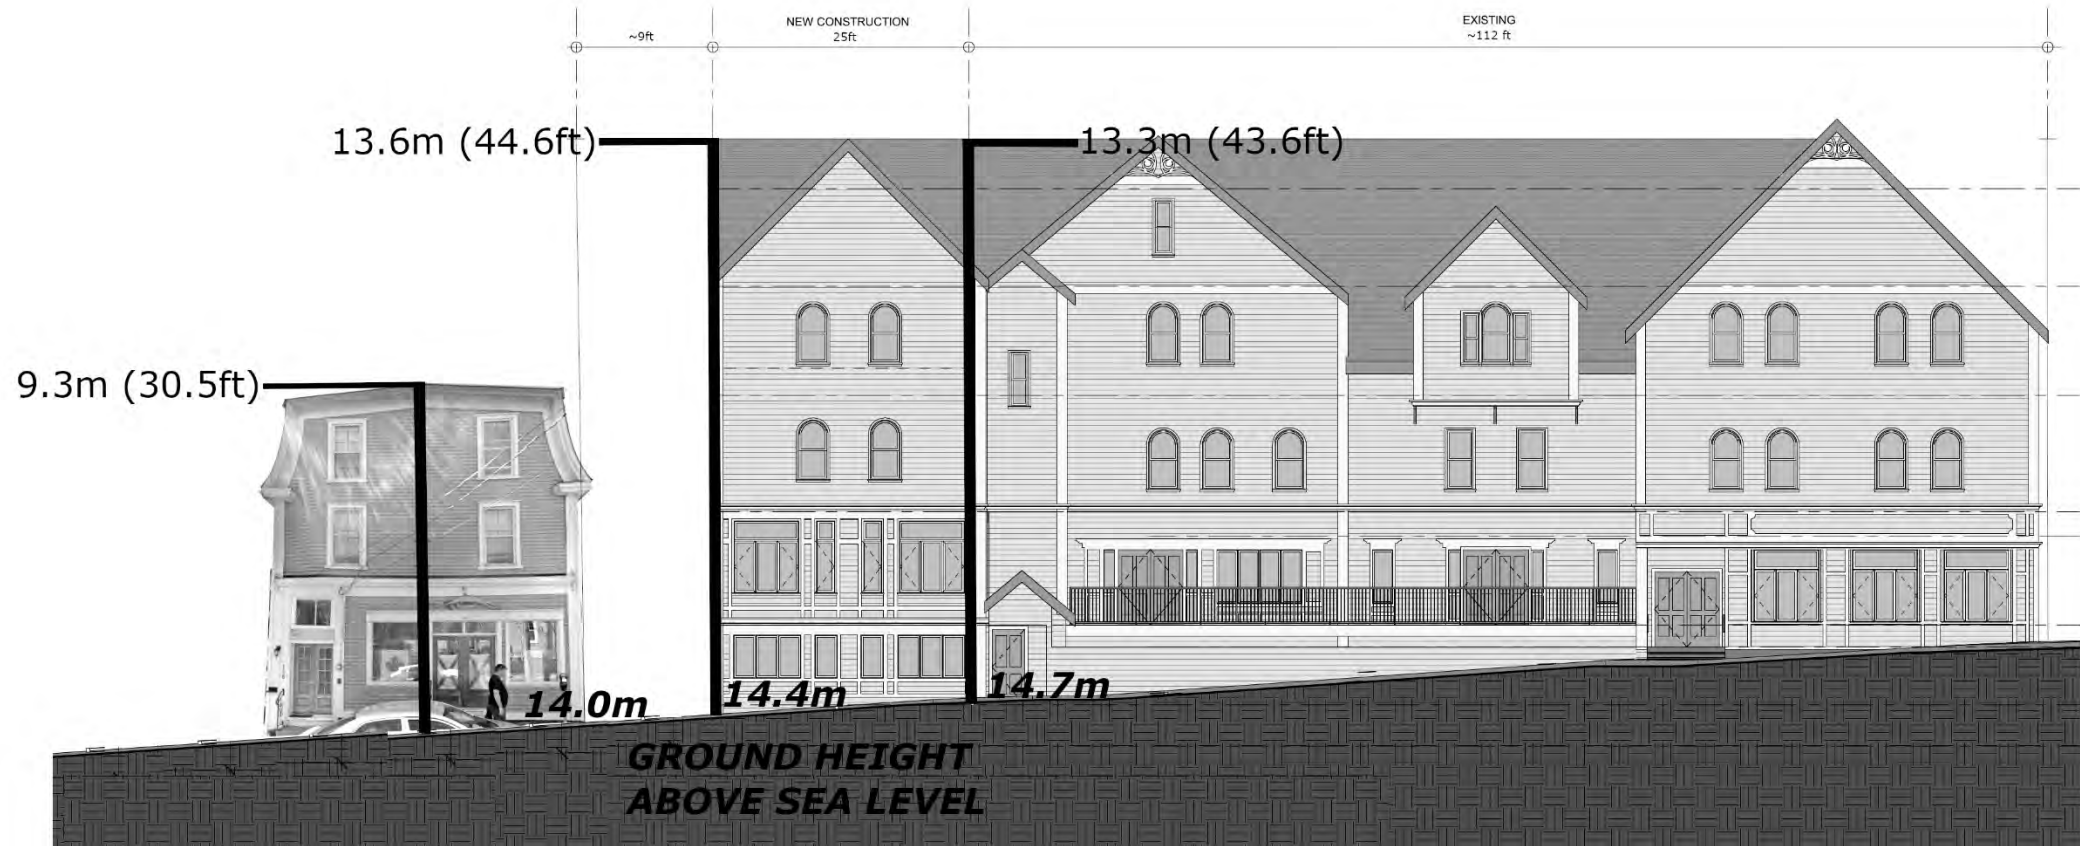 ~9ft
NEW CONSTRUCTION
25ft
EXISTING
~112 ft
13.6m (44.6ft)
13.3m (43.6ft)
9.3m (30.5ft)
14.0m
14.4m
14.7m
GROUND HEIGHT
ABOVE SEA LEVEL